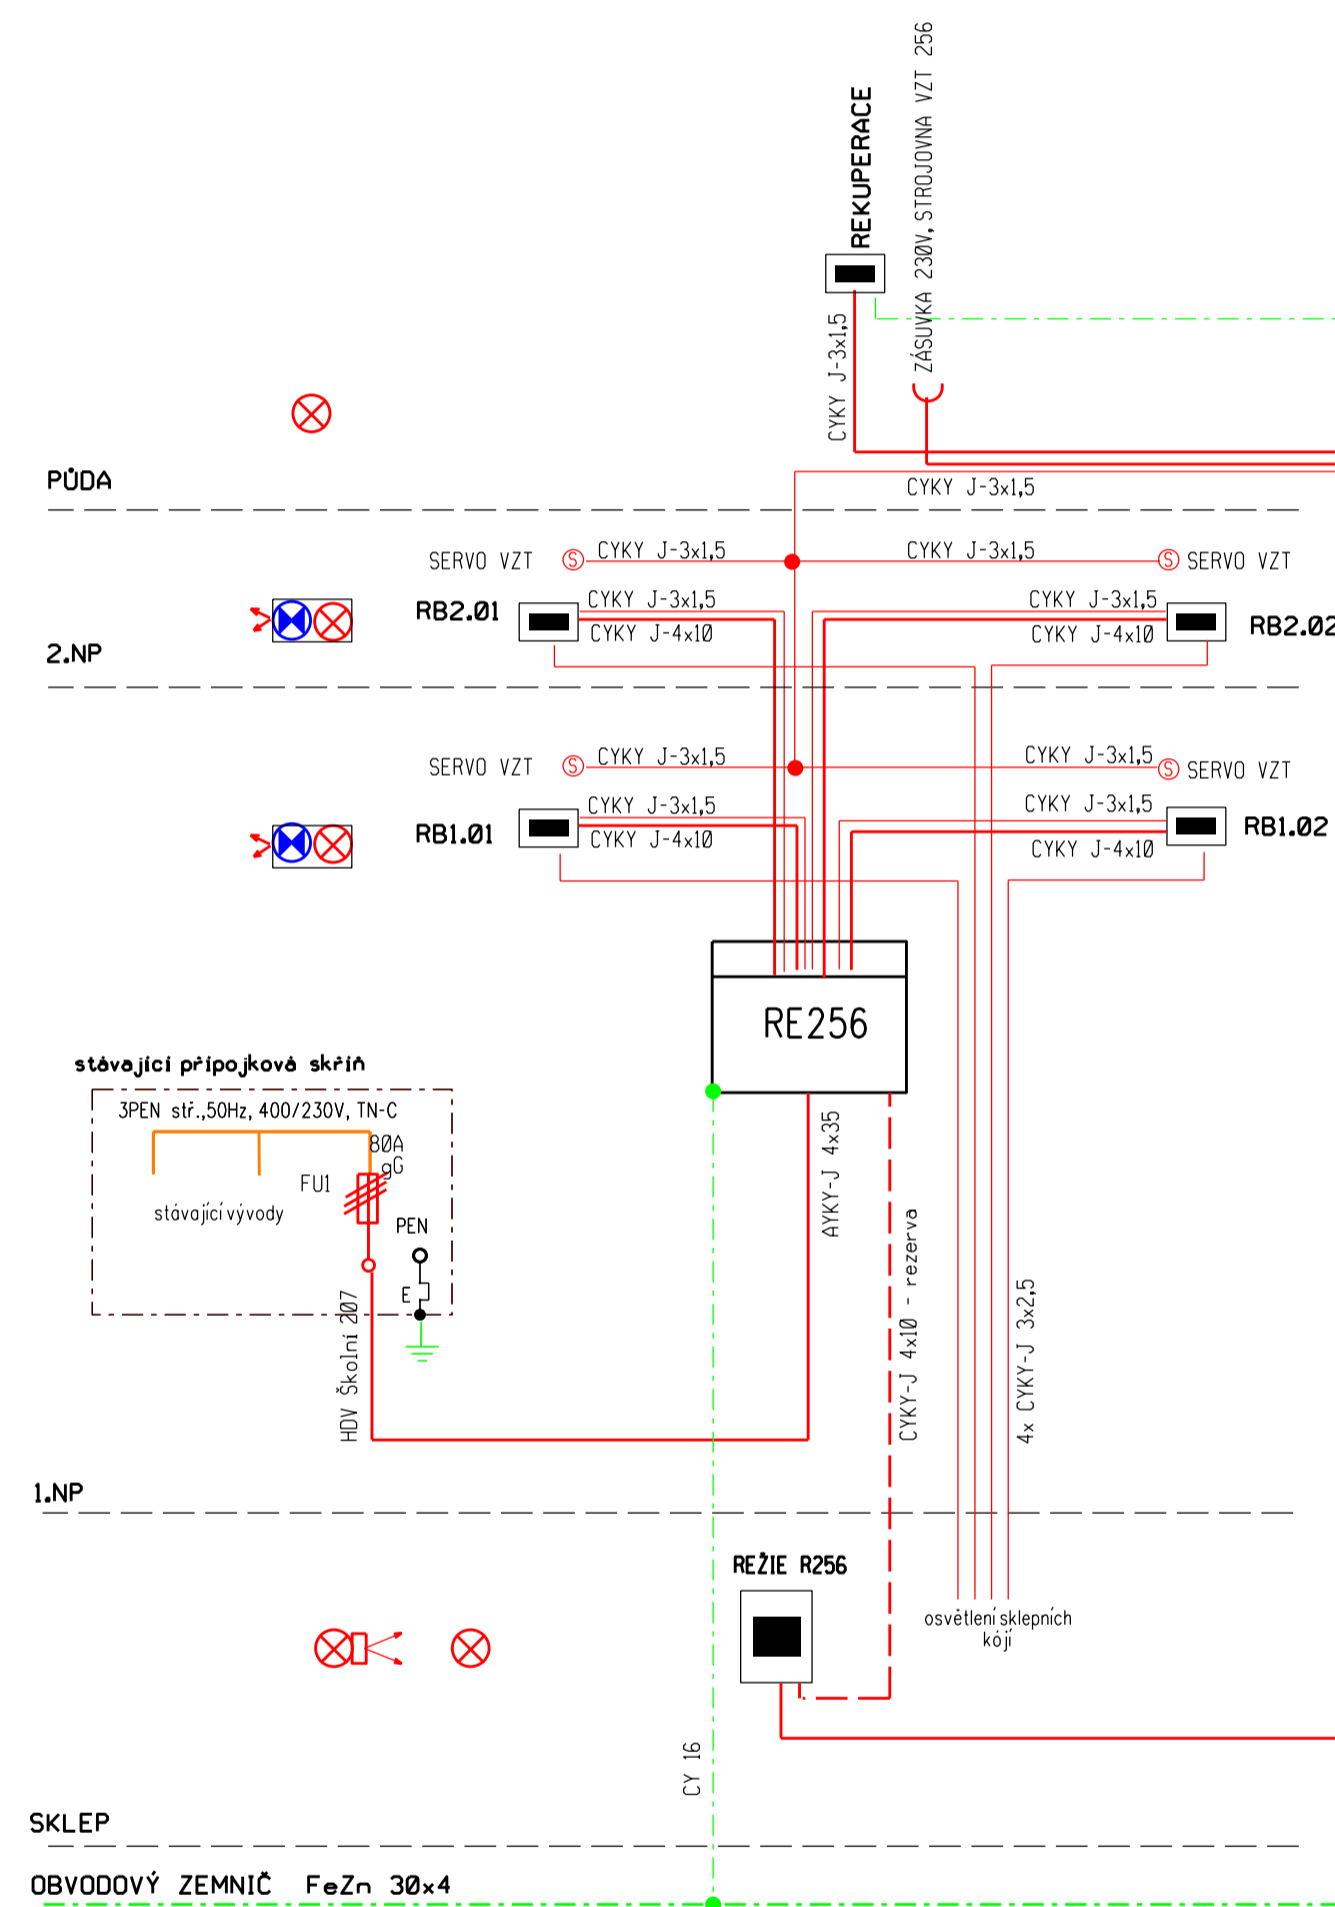 REKUPERACE
ZÁSUVKA 230V, STROJOVNA VZT 256
CYKY J-3x1,5
PŮDA
CYKY J-3x1,5
SERVO VZT
S
CYKY J-3x1,5
CYKY J-3x1,5
S
SERVO VZT
RB2.01
CYKY J-3x1,5
CYKY J-4x10
CYKY J-3x1,5
CYKY J-4x10
RB2.02
2.NP
SERVO VZT
S
CYKY J-3x1,5
CYKY J-3x1,5
S
SERVO VZT
RB1.01
CYKY J-3x1,5
CYKY J-4x10
CYKY J-3x1,5
CYKY J-4x10
RB1.02
RE256
stávající přípojková skříň
3PEN stř.,50Hz, 400/230V, TN-C
80A
gG
FU1
stávající vývody
PEN
E
HDV Školní 207
AYKY-J 4x35
CYKY-J 4x10 - rezerva
4x CYKY-J 3x2,5
1.NP
REŽIE R256
osvětlení sklepních
kójí
CY 16
SKLEP
OBVODOVÝ ZEMNIČ FeZn 30x4